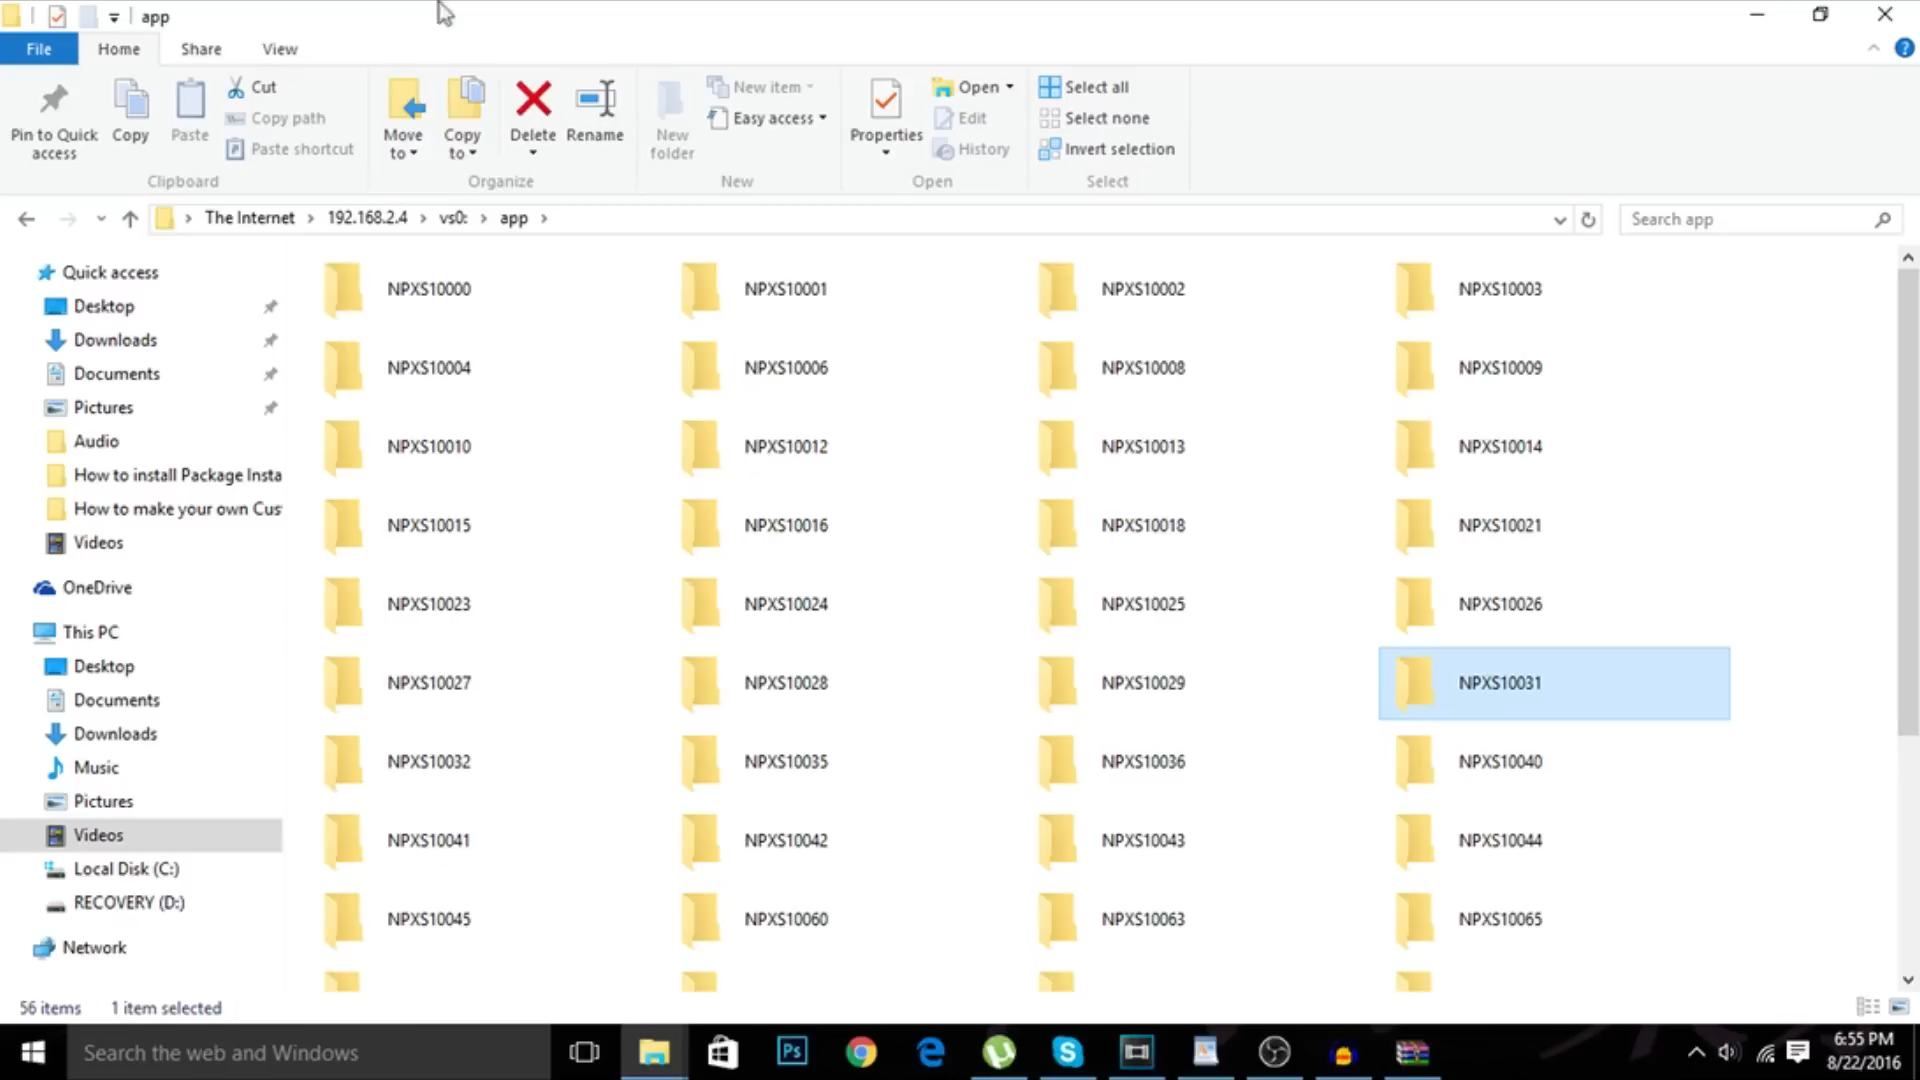 app
File Home Share View
Pin to Quick access
Copy
Paste
Cut
Copy path
Paste shortcut
Clipboard
Move to
Copy to
Delete
Rename
Organize
New folder
New item
Easy access
New
Properties
Open
Edit
History
Open
Select all
Select none
Invert selection
Select
The Internet > 192.168.2.4 > vs0: > app >
Search app
Quick access
Desktop
Downloads
Documents
Pictures
Audio
How to install Package Insta
How to make your own Cus
Videos
OneDrive
This PC
Desktop
Documents
Downloads
Music
Pictures
Videos
Local Disk (C:)
RECOVERY (D:)
Network
NPXS10000 NPXS10001 NPXS10002 NPXS10003
NPXS10004 NPXS10006 NPXS10008 NPXS10009
NPXS10010 NPXS10012 NPXS10013 NPXS10014
NPXS10015 NPXS10016 NPXS10018 NPXS10021
NPXS10023 NPXS10024 NPXS10025 NPXS10026
NPXS10027 NPXS10028 NPXS10029 NPXS10031
NPXS10032 NPXS10035 NPXS10036 NPXS10040
NPXS10041 NPXS10042 NPXS10043 NPXS10044
NPXS10045 NPXS10060 NPXS10063 NPXS10065
56 items 1 item selected
Search the web and Windows
Ps
6:55 PM
8/22/2016